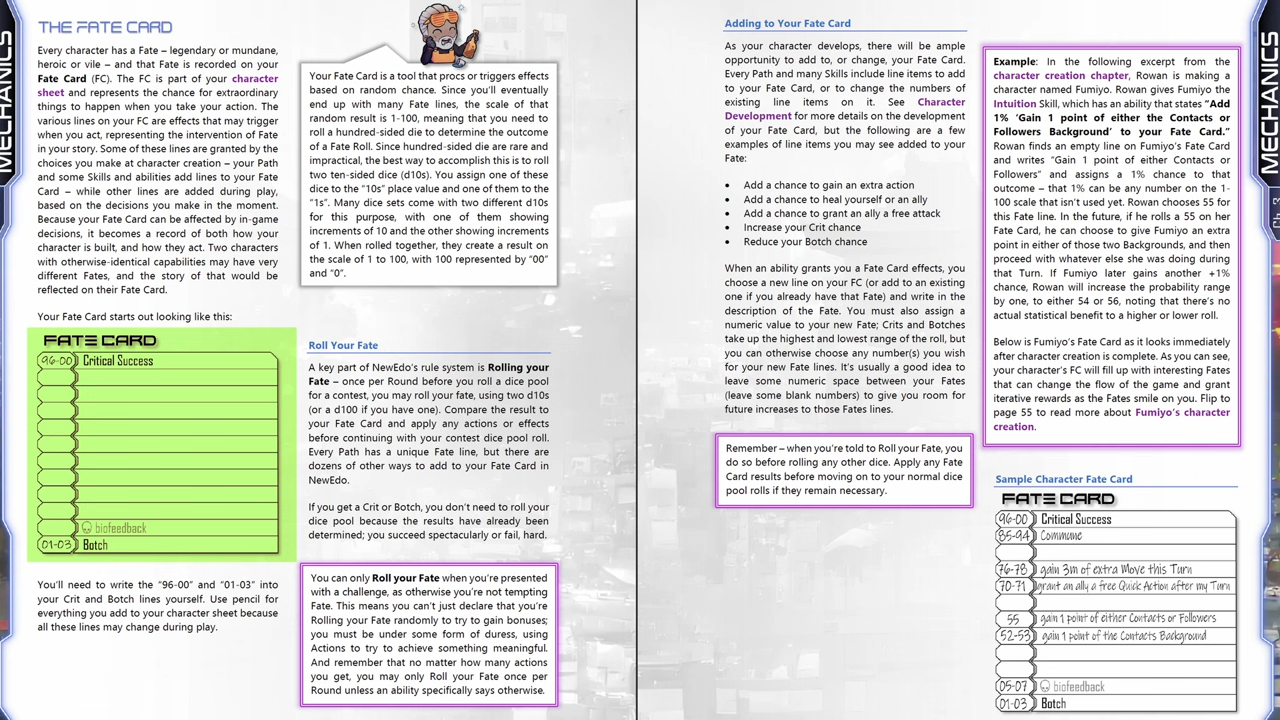 MECHANICS
THE FATE CARD
Every character has a Fate – legendary or mundane,
heroic or vile – and that Fate is recorded on your
Fate Card (FC). The FC is part of your character
sheet and represents the chance for extraordinary
things to happen when you take your action. The
various lines on your FC are effects that may trigger
when you act, representing the intervention of Fate
in your story. Some of these lines are granted by the
choices you make at character creation – your Path
and some Skills and abilities add lines to your Fate
Card – while other lines are added during play,
based on the decisions you make in the moment.
Because your Fate Card can be affected by in-game
decisions, it becomes a record of both how your
character is built, and how they act. Two characters
with otherwise-identical capabilities may have very
different Fates, and the story of that would be
reflected on their Fate Card.
Your Fate Card starts out looking like this:
FATE CARD
96-00 Critical Success
biofeedback
01-03 Botch
You'll need to write the "96-00" and "01-03" into
your Crit and Botch lines yourself. Use pencil for
everything you add to your character sheet because
all these lines may change during play.
Your Fate Card is a tool that procs or triggers effects
based on random chance. Since you'll eventually
end up with many Fate lines, the scale of that
random result is 1-100, meaning that you need to
roll a hundred-sided die to determine the outcome
of a Fate Roll. Since hundred-sided die are rare and
impractical, the best way to accomplish this is to roll
two ten-sided dice (d10s). You assign one of these
dice to the "10s" place value and one of them to the
"1s". Many dice sets come with two different d10s
for this purpose, with one of them showing
increments of 10 and the other showing increments
of 1. When rolled together, they create a result on
the scale of 1 to 100, with 100 represented by "00"
and "0".
Roll Your Fate
A key part of NewEdo's rule system is Rolling your
Fate – once per Round before you roll a dice pool
for a contest, you may roll your fate, using two d10s
(or a d100 if you have one). Compare the result to
your Fate Card and apply any actions or effects
before continuing with your contest dice pool roll.
Every Path has a unique Fate line, but there are
dozens of other ways to add to your Fate Card in
NewEdo.
If you get a Crit or Botch, you don't need to roll your
dice pool because the results have already been
determined; you succeed spectacularly or fail, hard.
You can only Roll your Fate when you're presented
with a challenge, as otherwise you're not tempting
Fate. This means you can't just declare that you're
Rolling your Fate randomly to try to gain bonuses;
you must be under some form of duress, using
Actions to try to achieve something meaningful.
And remember that no matter how many actions
you get, you may only Roll your Fate once per
Round unless an ability specifically says otherwise.
Adding to Your Fate Card
As your character develops, there will be ample
opportunity to add to, or change, your Fate Card.
Every Path and many Skills include line items to add
to your Fate Card, or to change the numbers of
existing line items on it. See Character
Development for more details on the development
of your Fate Card, but the following are a few
examples of line items you may see added to your
Fate:
• Add a chance to gain an extra action
• Add a chance to heal yourself or an ally
• Add a chance to grant an ally a free attack
• Increase your Crit chance
• Reduce your Botch chance
When an ability grants you a Fate Card effects, you
choose a new line on your FC (or add to an existing
one if you already have that Fate) and write in the
description of the Fate. You must also assign a
numeric value to your new Fate; Crits and Botches
take up the highest and lowest range of the roll, but
you can otherwise choose any number(s) you wish
for your new Fate lines. It's usually a good idea to
leave some numeric space between your Fates
(leave some blank numbers) to give you room for
future increases to those Fates lines.
Remember – when you're told to Roll your Fate, you
do so before rolling any other dice. Apply any Fate
Card results before moving on to your normal dice
pool rolls if they remain necessary.
Example: In the following excerpt from the
character creation chapter, Rowan is making a
character named Fumiyo. Rowan gives Fumiyo the
Intuition Skill, which has an ability that states "Add
1% 'Gain 1 point of either the Contacts or
Followers Background' to your Fate Card."
Rowan finds an empty line on Fumiyo's Fate Card
and writes "Gain 1 point of either Contacts or
Followers" and assigns a 1% chance to that
outcome – that 1% can be any number on the 1-
100 scale that isn't used yet. Rowan chooses 55 for
this Fate line. In the future, if he rolls a 55 on her
Fate Card, he can choose to give Fumiyo an extra
point in either of those two Backgrounds, and then
proceed with whatever else she was doing during
that Turn. If Fumiyo later gains another +1%
chance, Rowan will increase the probability range
by one, to either 54 or 56, noting that there's no
actual statistical benefit to a higher or lower roll.
Below is Fumiyo's Fate Card as it looks immediately
after character creation is complete. As you can see,
your character's FC will fill up with interesting Fates
that can change the flow of the game and grant
iterative rewards as the Fates smile on you. Flip to
page 55 to read more about Fumiyo's character
creation.
Sample Character Fate Card
FATE CARD
96-00 Critical Success
85-94 Commune
76-78 gain 3m of extra Move this Turn
70-71 grant an ally a free Quick Action after my Turn
55 gain 1 point of either Contacts or Followers
52-53 gain 1 point of the Contacts Background
05-07 biofeedback
01-03 Botch
MECHANICS
Ch 3